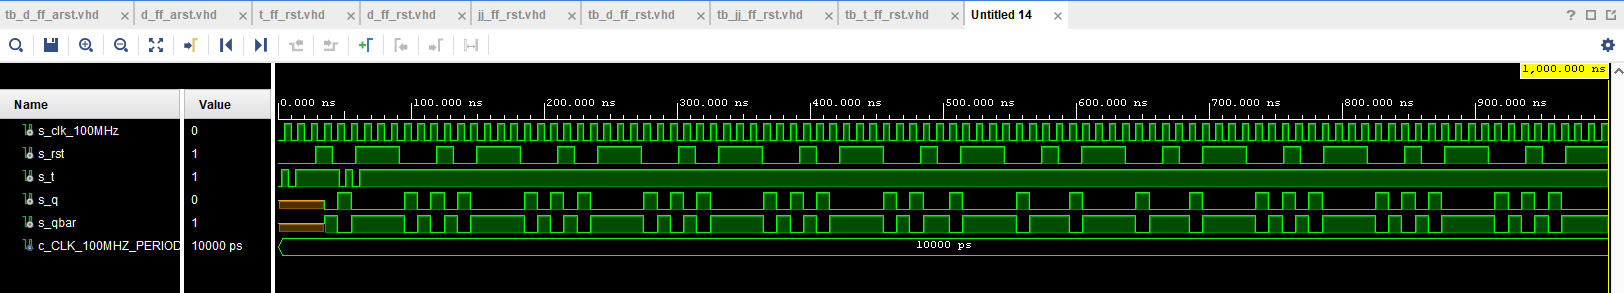 tb_d_ff_arst.vhd × d_ff_arst.vhd × t_ff_rst.vhd × d_ff_rst.vhd × jj_ff_rst.vhd × tb_d_ff_rst.vhd × tb_jj_ff_rst.vhd × tb_t_ff_rst.vhd × Untitled 14 × ?
1,000.000 ns
Name Value 0.000 ns 100.000 ns 200.000 ns 300.000 ns 400.000 ns 500.000 ns 600.000 ns 700.000 ns 800.000 ns 900.000 ns
s_clk_100MHz 0
s_rst 1
s_t 1
s_q 0
s_qbar 1
c_CLK_100MHZ_PERIOD 10000 ps 10000 ps